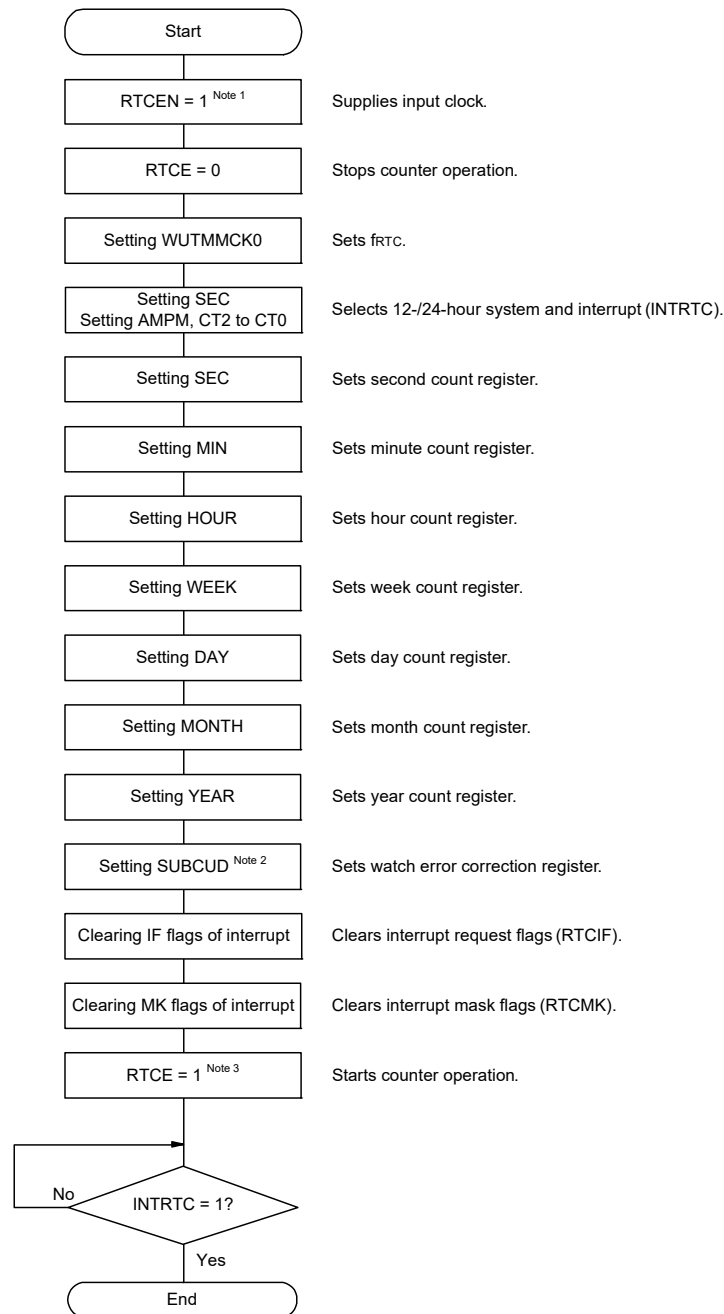 Start
RTCEN = 1 Note 1
Supplies input clock.
RTCE = 0
Stops counter operation.
Setting WUTMMCK0
Sets fRTC.
Setting SEC
Setting AMPM, CT2 to CT0
Selects 12-/24-hour system and interrupt (INTRTC).
Setting SEC
Sets second count register.
Setting MIN
Sets minute count register.
Setting HOUR
Sets hour count register.
Setting WEEK
Sets week count register.
Setting DAY
Sets day count register.
Setting MONTH
Sets month count register.
Setting YEAR
Sets year count register.
Setting SUBCUD Note 2
Sets watch error correction register.
Clearing IF flags of interrupt
Clears interrupt request flags (RTCIF).
Clearing MK flags of interrupt
Clears interrupt mask flags (RTCMK).
RTCE = 1 Note 3
Starts counter operation.
No
INTRTC = 1?
Yes
End